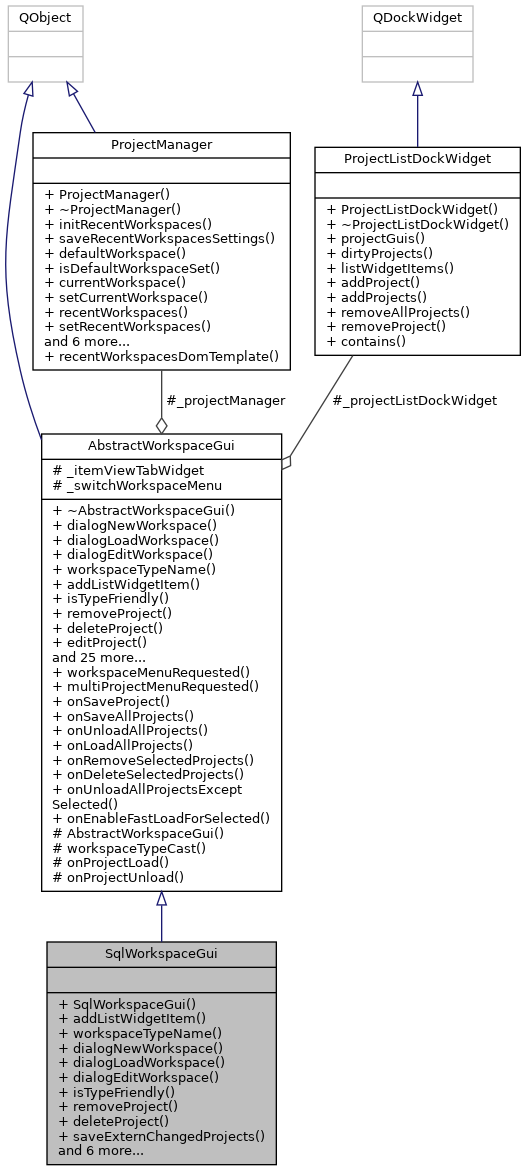 QObject
QDockWidget
ProjectManager
+ ProjectManager()
+ ~ProjectManager()
+ initRecentWorkspaces()
+ saveRecentWorkspacesSettings()
+ defaultWorkspace()
+ isDefaultWorkspaceSet()
+ currentWorkspace()
+ setCurrentWorkspace()
+ recentWorkspaces()
+ setRecentWorkspaces()
and 6 more...
+ recentWorkspacesDomTemplate()
ProjectListDockWidget
+ ProjectListDockWidget()
+ ~ProjectListDockWidget()
+ projectGuis()
+ dirtyProjects()
+ listWidgetItems()
+ addProject()
+ addProjects()
+ removeAllProjects()
+ removeProject()
+ contains()
#_projectManager
#_projectListDockWidget
AbstractWorkspaceGui
# _itemViewTabWidget
# _switchWorkspaceMenu
+ ~AbstractWorkspaceGui()
+ dialogNewWorkspace()
+ dialogLoadWorkspace()
+ dialogEditWorkspace()
+ workspaceTypeName()
+ addListWidgetItem()
+ isTypeFriendly()
+ removeProject()
+ deleteProject()
+ editProject()
and 25 more...
+ workspaceMenuRequested()
+ multiProjectMenuRequested()
+ onSaveProject()
+ onSaveAllProjects()
+ onUnloadAllProjects()
+ onLoadAllProjects()
+ onRemoveSelectedProjects()
+ onDeleteSelectedProjects()
+ onUnloadAllProjectsExcept
Selected()
+ onEnableFastLoadForSelected()
# AbstractWorkspaceGui()
# workspaceTypeCast()
# onProjectLoad()
# onProjectUnload()
SqlWorkspaceGui
+ SqlWorkspaceGui()
+ addListWidgetItem()
+ workspaceTypeName()
+ dialogNewWorkspace()
+ dialogLoadWorkspace()
+ dialogEditWorkspace()
+ isTypeFriendly()
+ removeProject()
+ deleteProject()
+ saveExternChangedProjects()
and 6 more...